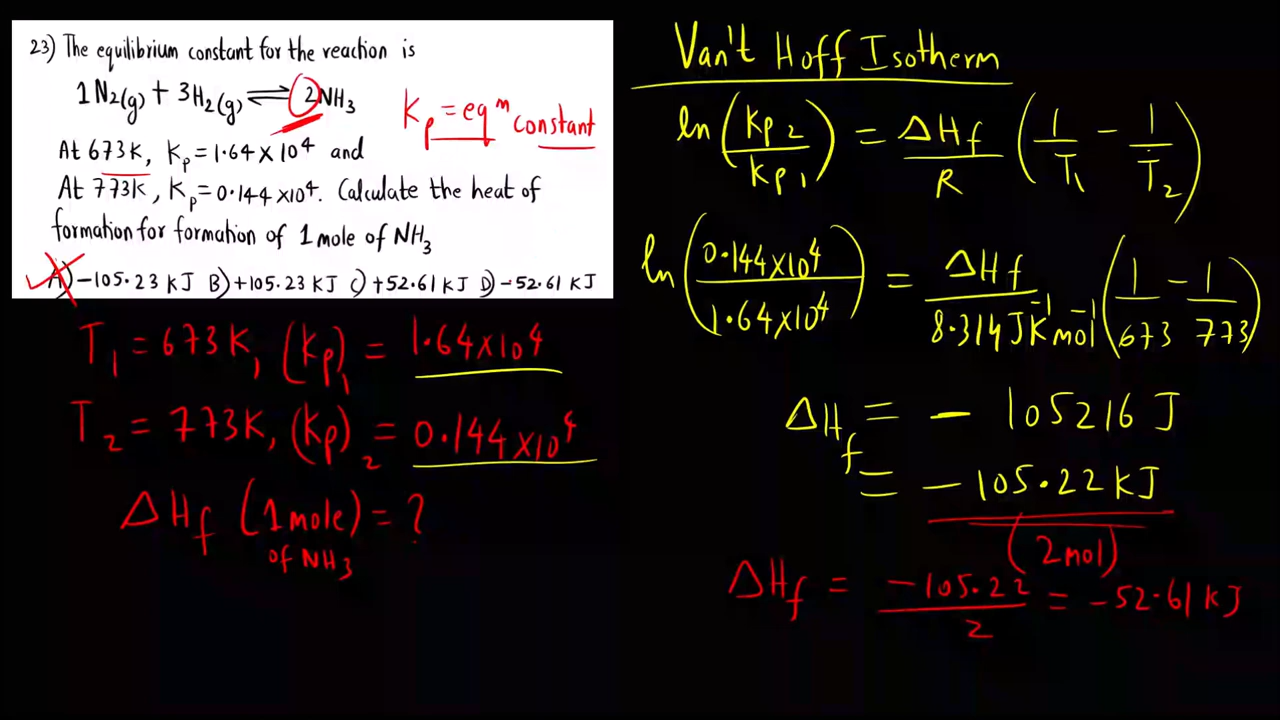 23) The equilibrium constant for the reaction is
1N₂(g) + 3H₂(g) ⇌ 2NH₃
Kp = eqᵐ constant
At 673K, Kp = 1.64 × 10⁴ and
At 773K, Kp = 0.144×10⁴. Calculate the heat of
formation for formation of 1 mole of NH₃
A) -105.23 KJ B) +105.23 KJ C) +52.61 KJ D) -52.61 KJ
T₁ = 673K, (Kp)₁ = 1.64×10⁴
T₂ = 773K, (Kp)₂ = 0.144×10⁴
ΔHf (1 mole) = ?
of NH₃
Van't Hoff Isotherm
ln(Kp₂/Kp₁) = ΔHf/R (1/T₁ - 1/T₂)
ln(0.144×10⁴/1.64×10⁴) = ΔHf/8.314 JK⁻¹mol⁻¹ (1/673 - 1/773)
ΔHf = - 105216 J
= - 105.22 KJ
(2mol)
ΔHf = -105.22/2 = -52.61 KJ